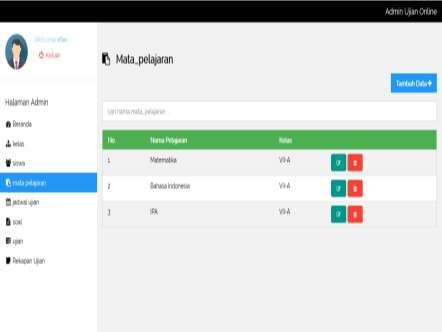 Admin Ujian Online
Welcome irfan
Keluar
Mata_pelajaran
Tambah Data
Halaman Admin
cari nama mata_pelajaran ...
Beranda
kelas
siswa
mata pelajaran
jadwal ujian
soal
ujian
Rekapan Ujian
No Nama Pelajaran Kelas
1 Matematika VII-A
2 Bahasa Indonesia VII-A
3 IPA VII-A